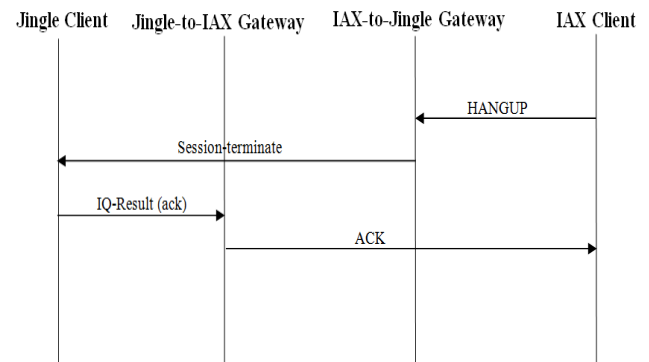 Jingle Client Jingle-to-IAX Gateway IAX-to-Jingle Gateway IAX Client
HANGUP
Session-terminate
IQ-Result (ack)
ACK